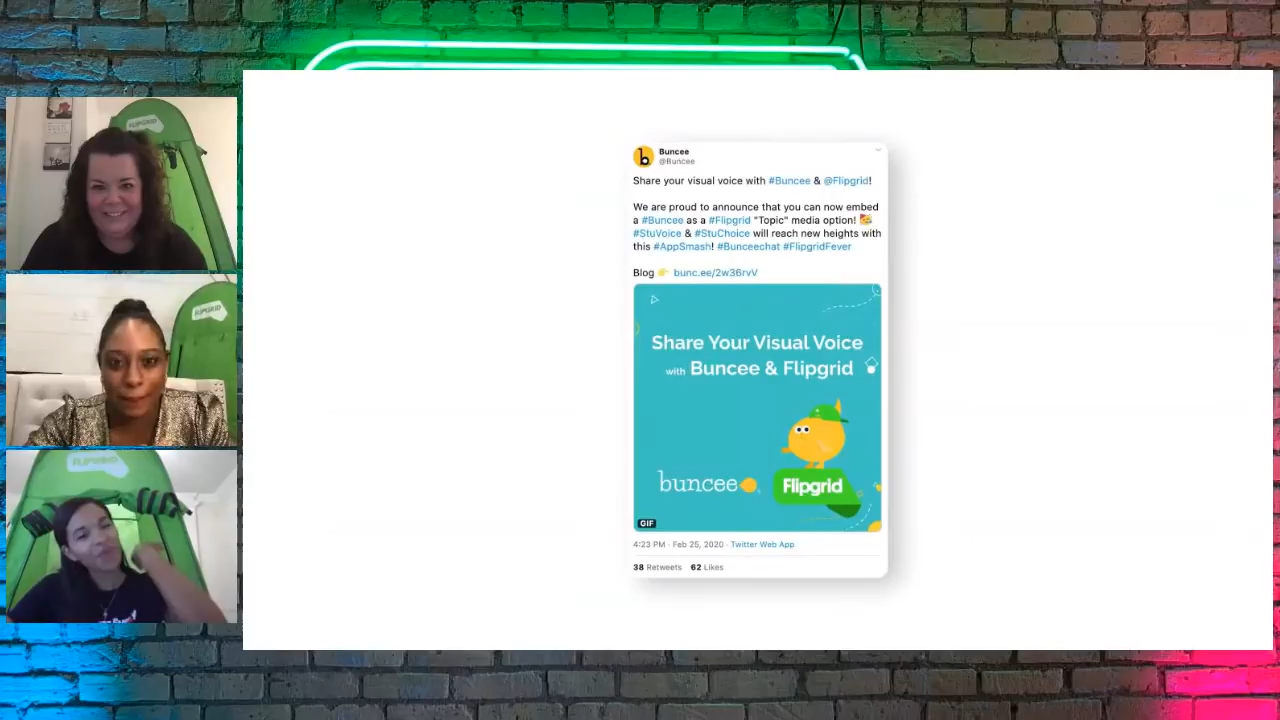 FLIPGRID
FLIPGRID
FLIPGRID
b
Buncee
@Buncee
Share your visual voice with #Buncee & @Flipgrid!
We are proud to announce that you can now embed
a #Buncee as a #Flipgrid "Topic" media option! 🥳
#StuVoice & #StuChoice will reach new heights with
this #AppSmash! #Bunceechat #FlipgridFever
Blog 👉 bunc.ee/2w36rvV
Share Your Visual Voice
with Buncee & Flipgrid
buncee
Flipgrid
GIF
4:23 PM · Feb 25, 2020 · Twitter Web App
38 Retweets 62 Likes